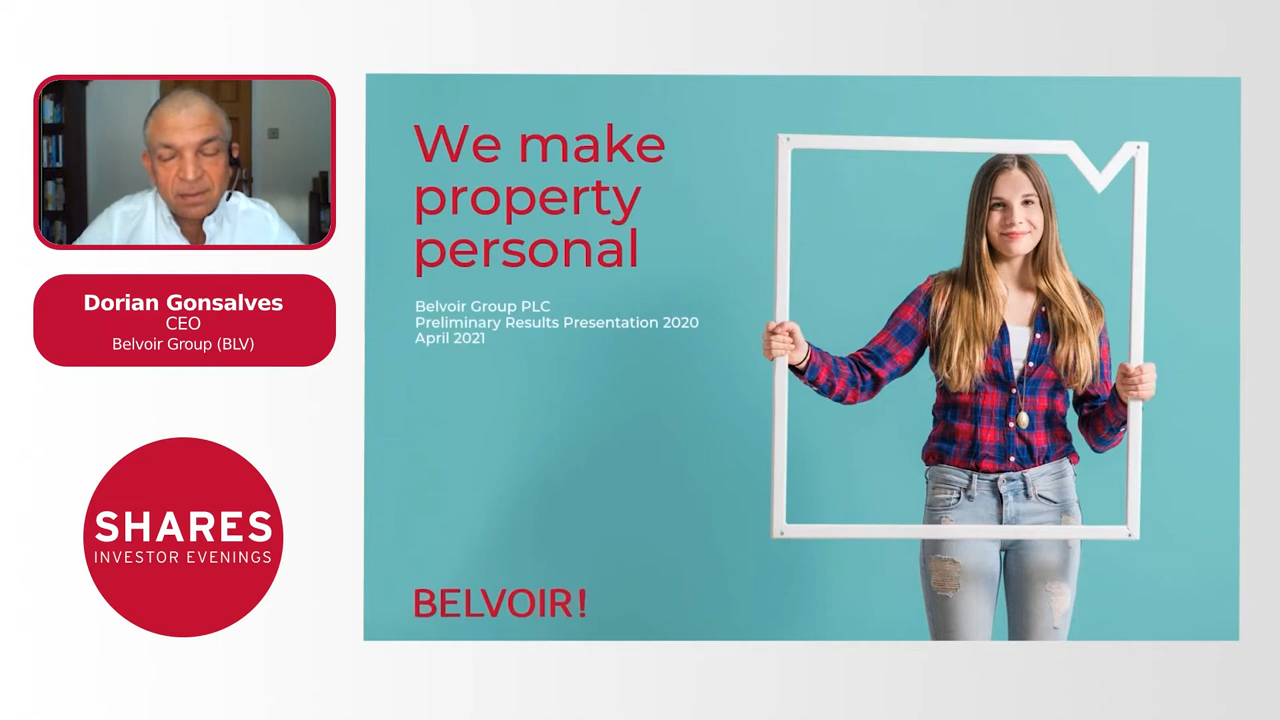 Dorian Gonsalves
CEO
Belvoir Group (BLV)
SHARES
INVESTOR EVENINGS
We make
property
personal
Belvoir Group PLC
Preliminary Results Presentation 2020
April 2021
BELVOIR!